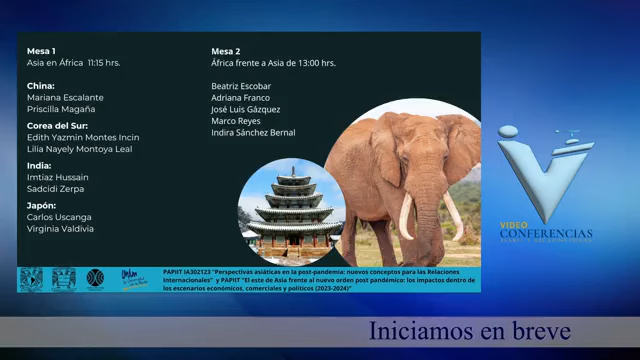 Mesa 1
Asia en África 11:15 hrs.
China:
Mariana Escalante
Priscilla Magaña
Corea del Sur:
Edith Yazmin Montes Incin
Lilia Nayely Montoya Leal
India:
Imtiaz Hussain
Sadcidi Zerpa
Japón:
Carlos Uscanga
Virginia Valdivia
Mesa 2
África frente a Asia de 13:00 hrs.
Beatriz Escobar
Adriana Franco
José Luis Gázquez
Marco Reyes
Indira Sánchez Bernal
VIDEO
CONFERENCIAS
PAPIIT IA302123 "Perspectivas asiáticas en la post-pandemia: nuevos conceptos para las Relaciones
Internacionales" y PAPIIT "El este de Asia frente al nuevo orden post pandémico: los impactos dentro de
los escenarios económicos, comerciales y políticos (2023-2024)"
Iniciamos en breve